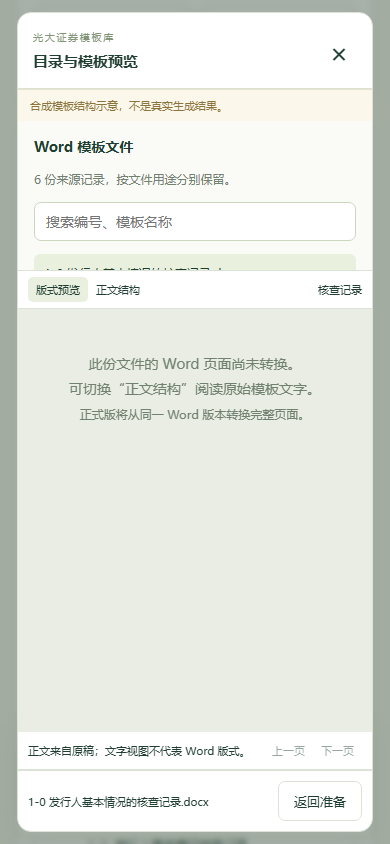 光大证券模板库
目录与模板预览
合成模板结构示意，不是真实生成结果。
Word 模板文件
6 份来源记录，按文件用途分别保留。
搜索编号、模板名称
版式预览 正文结构 核查记录
此份文件的 Word 页面尚未转换。
可切换“正文结构”阅读原始模板文字。
正式版将从同一 Word 版本转换完整页面。
正文来自原稿；文字视图不代表 Word 版式。 上一页 下一页
1-0 发行人基本情况的核查记录.docx 返回准备